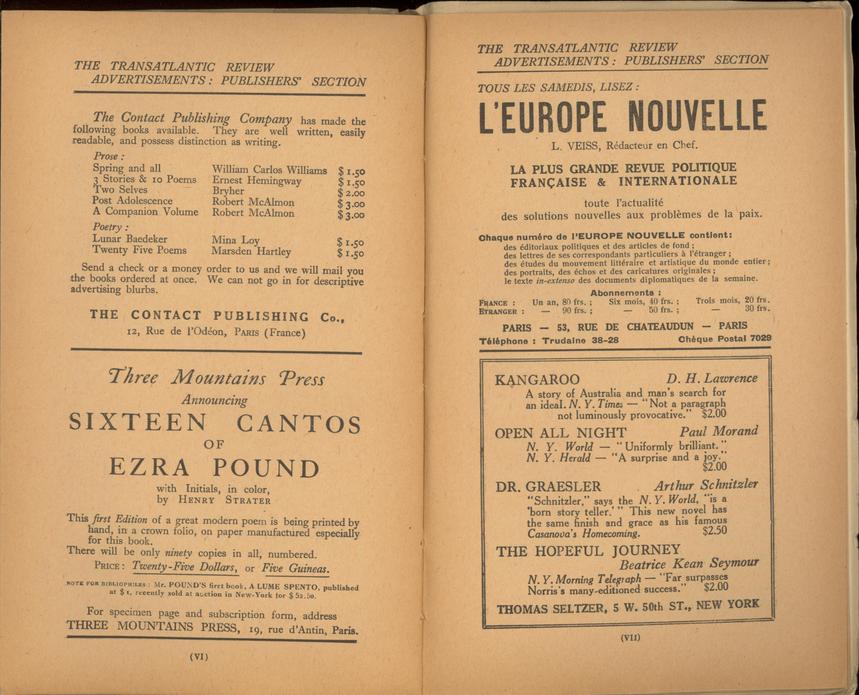 THE TRANSATLANTIC REVIEW
ADVERTISEMENTS: PUBLISHERS' SECTION
The Contact Publishing Company has made the
following books available. They are well written, easily
readable, and possess distinction as writing.
Prose:
Spring and all William Carlos Williams $ 1.50
3 Stories & 10 Poems Ernest Hemingway $ 1.50
Two Selves Bryher $ 2.00
Post Adolescence Robert McAlmon $ 3.00
A Companion Volume Robert McAlmon $ 3.00
Poetry:
Lunar Baedeker Mina Loy $ 1.50
Twenty Five Poems Marsden Hartley $ 1.50
Send a check or a money order to us and we will mail you
the books ordered at once. We can not go in for descriptive
advertising blurbs.
THE CONTACT PUBLISHING Co.,
12, Rue de l'Odéon, PARIS (France)
Three Mountains Press
Announcing
SIXTEEN CANTOS
OF
EZRA POUND
with Initials, in color,
by HENRY STRATER
This first Edition of a great modern poem is being printed by
hand, in a crown folio, on paper manufactured especially
for this book.
There will be only ninety copies in all, numbered.
PRICE: Twenty-Five Dollars, or Five Guineas.
NOTE FOR BIBLIOPHILES: Mr. POUND'S first book, A LUME SPENTO, published
at $ 1, recently sold at auction in New-York for $ 52.50.
For specimen page and subscription form, address
THREE MOUNTAINS PRESS, 19, rue d'Antin, Paris.
(VI)
THE TRANSATLANTIC REVIEW
ADVERTISEMENTS: PUBLISHERS' SECTION
TOUS LES SAMEDIS, LISEZ:
L'EUROPE NOUVELLE
L. VEISS, Rédacteur en Chef.
LA PLUS GRANDE REVUE POLITIQUE
FRANÇAISE & INTERNATIONALE
toute l'actualité
des solutions nouvelles aux problèmes de la paix.
Chaque numéro de l'EUROPE NOUVELLE contient:
des éditoriaux politiques et des articles de fond;
des lettres de ses correspondants particuliers à l'étranger;
des études du mouvement littéraire et artistique du monde entier;
des portraits, des échos et des caricatures originales;
le texte in-extenso des documents diplomatiques de la semaine.
Abonnements:
FRANCE: Un an, 80 frs.; Six mois, 40 frs.; Trois mois, 20 frs.
ETRANGER: — 90 frs.; — 50 frs.; — 30 frs.
PARIS — 53, RUE DE CHATEAUDUN — PARIS
Téléphone: Trudaine 38-28 Chèque Postal 7029
KANGAROO D. H. Lawrence
A story of Australia and man's search for
an ideal. N. Y. Times — "Not a paragraph
not luminously provocative." $2.00
OPEN ALL NIGHT Paul Morand
N. Y. World — "Uniformly brilliant."
N. Y. Herald — "A surprise and a joy."
$2.00
DR. GRAESLER Arthur Schnitzler
"Schnitzler," says the N. Y. World, "is a
'born story teller.'" This new novel has
the same finish and grace as his famous
Casanova's Homecoming. $2.50
THE HOPEFUL JOURNEY
Beatrice Kean Seymour
N. Y. Morning Telegraph — "Far surpasses
Norris's many-editioned success." $2.00
THOMAS SELTZER, 5 W. 50th ST., NEW YORK
(VII)